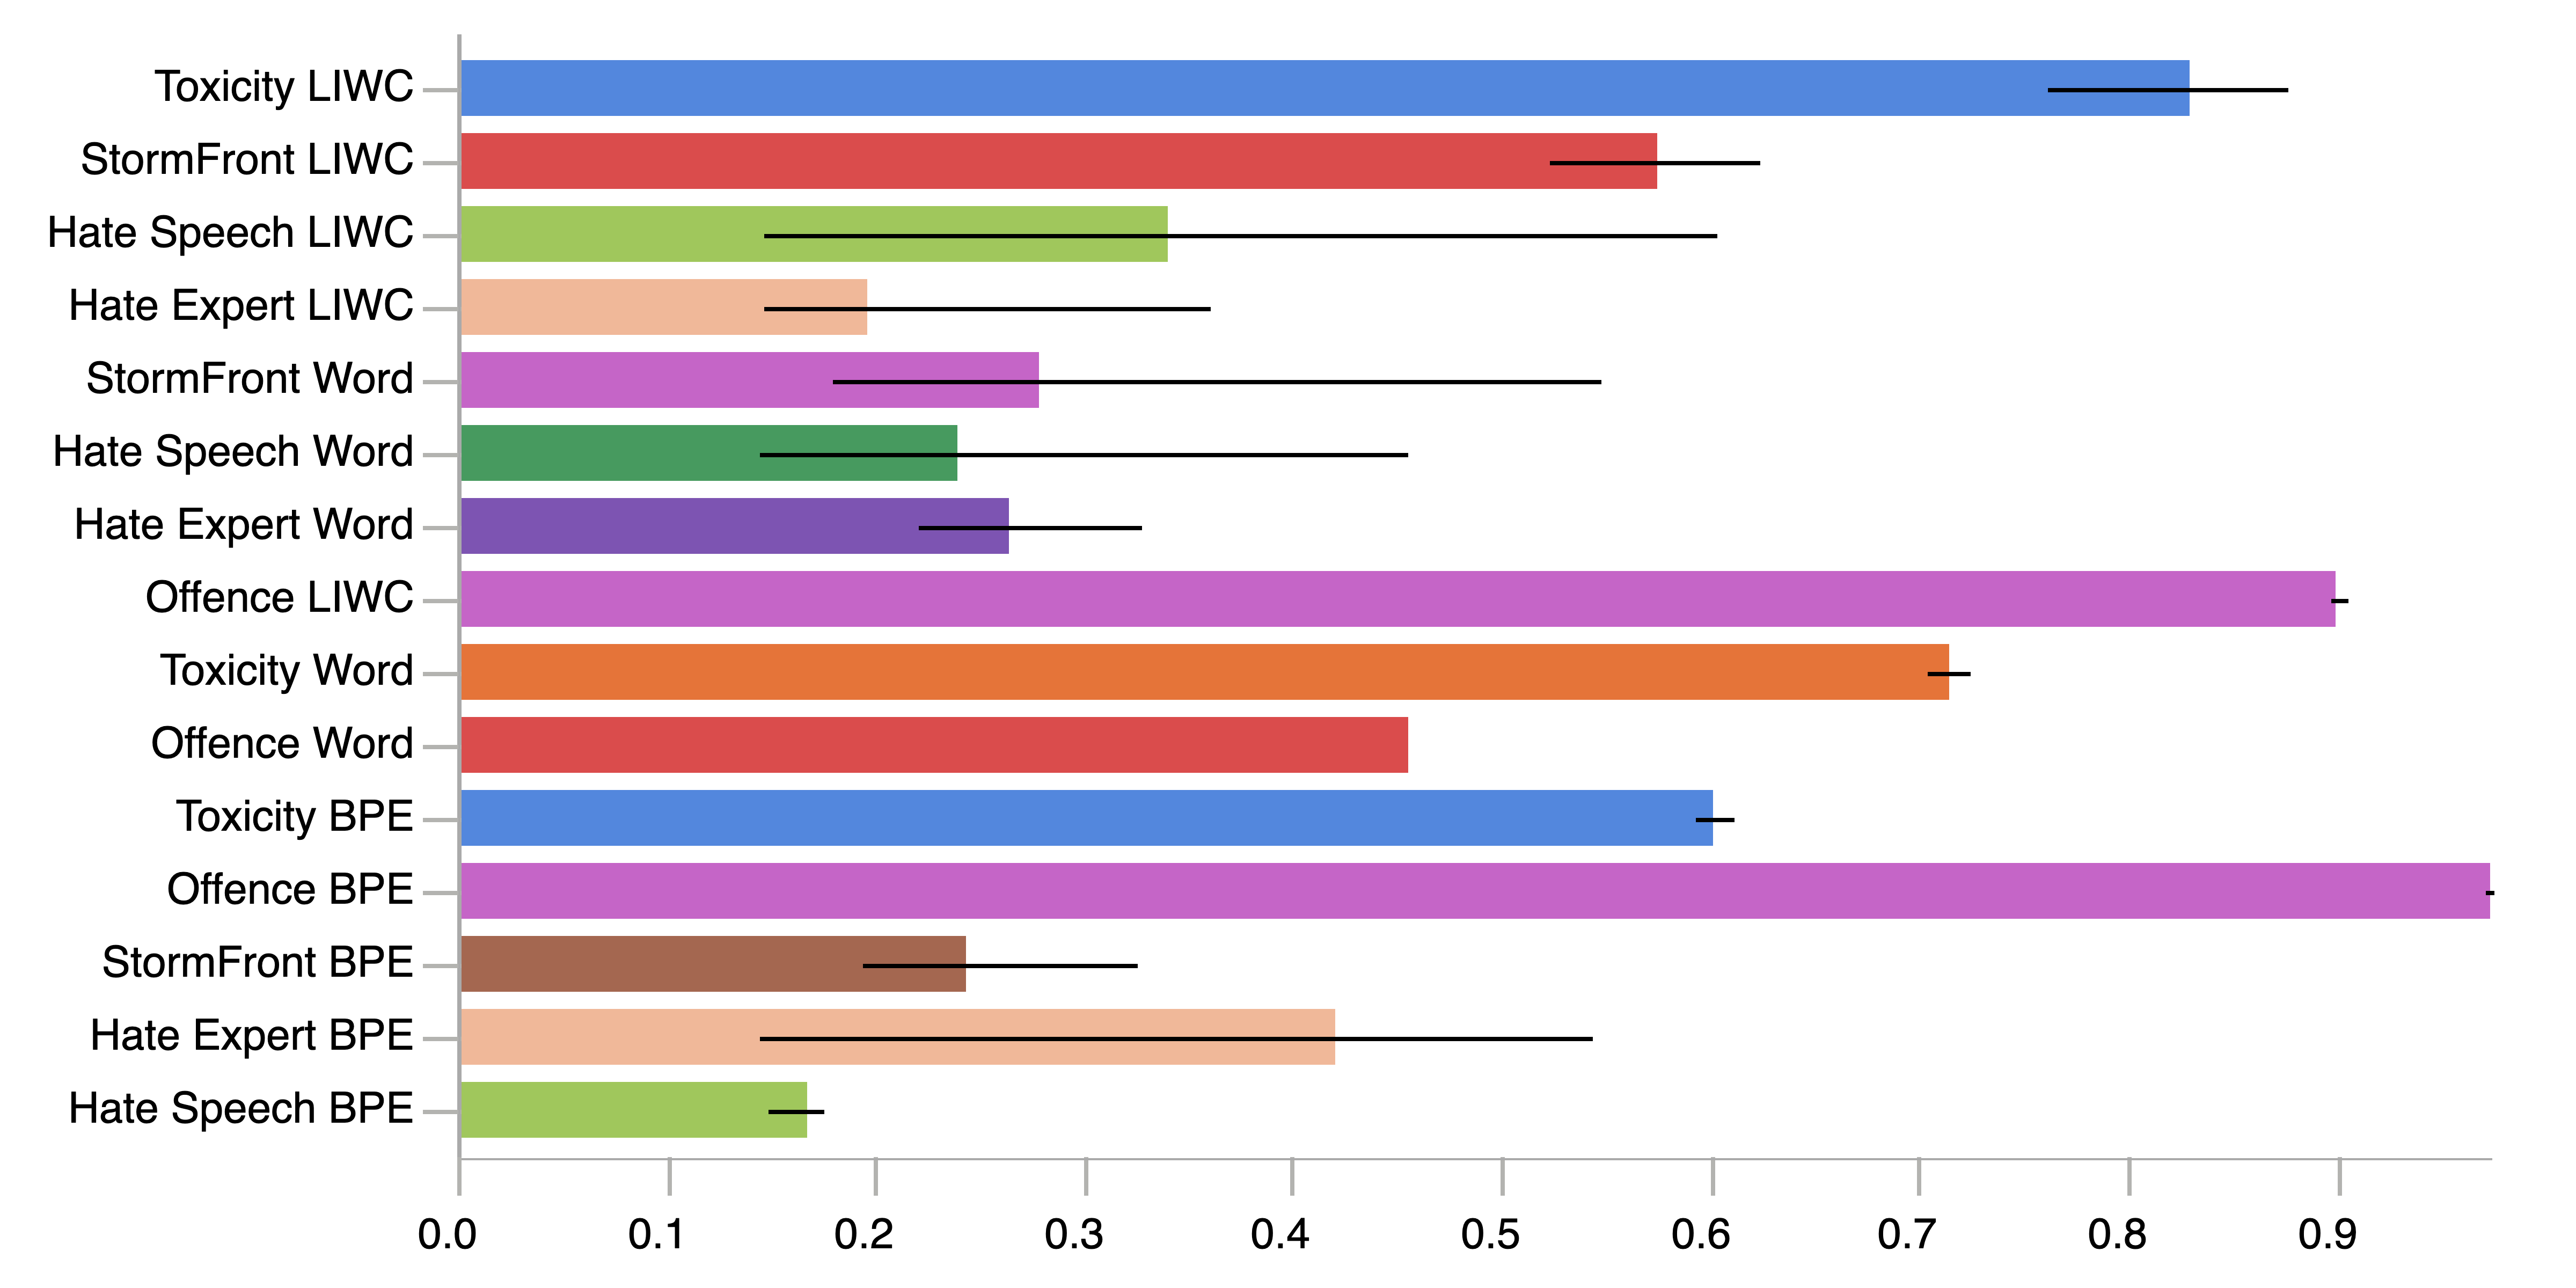 Toxicity LIWC
StormFront LIWC
Hate Speech LIWC
Hate Expert LIWC
StormFront Word
Hate Speech Word
Hate Expert Word
Offence LIWC
Toxicity Word
Offence Word
Toxicity BPE
Offence BPE
StormFront BPE
Hate Expert BPE
Hate Speech BPE
0.0 0.1 0.2 0.3 0.4 0.5 0.6 0.7 0.8 0.9